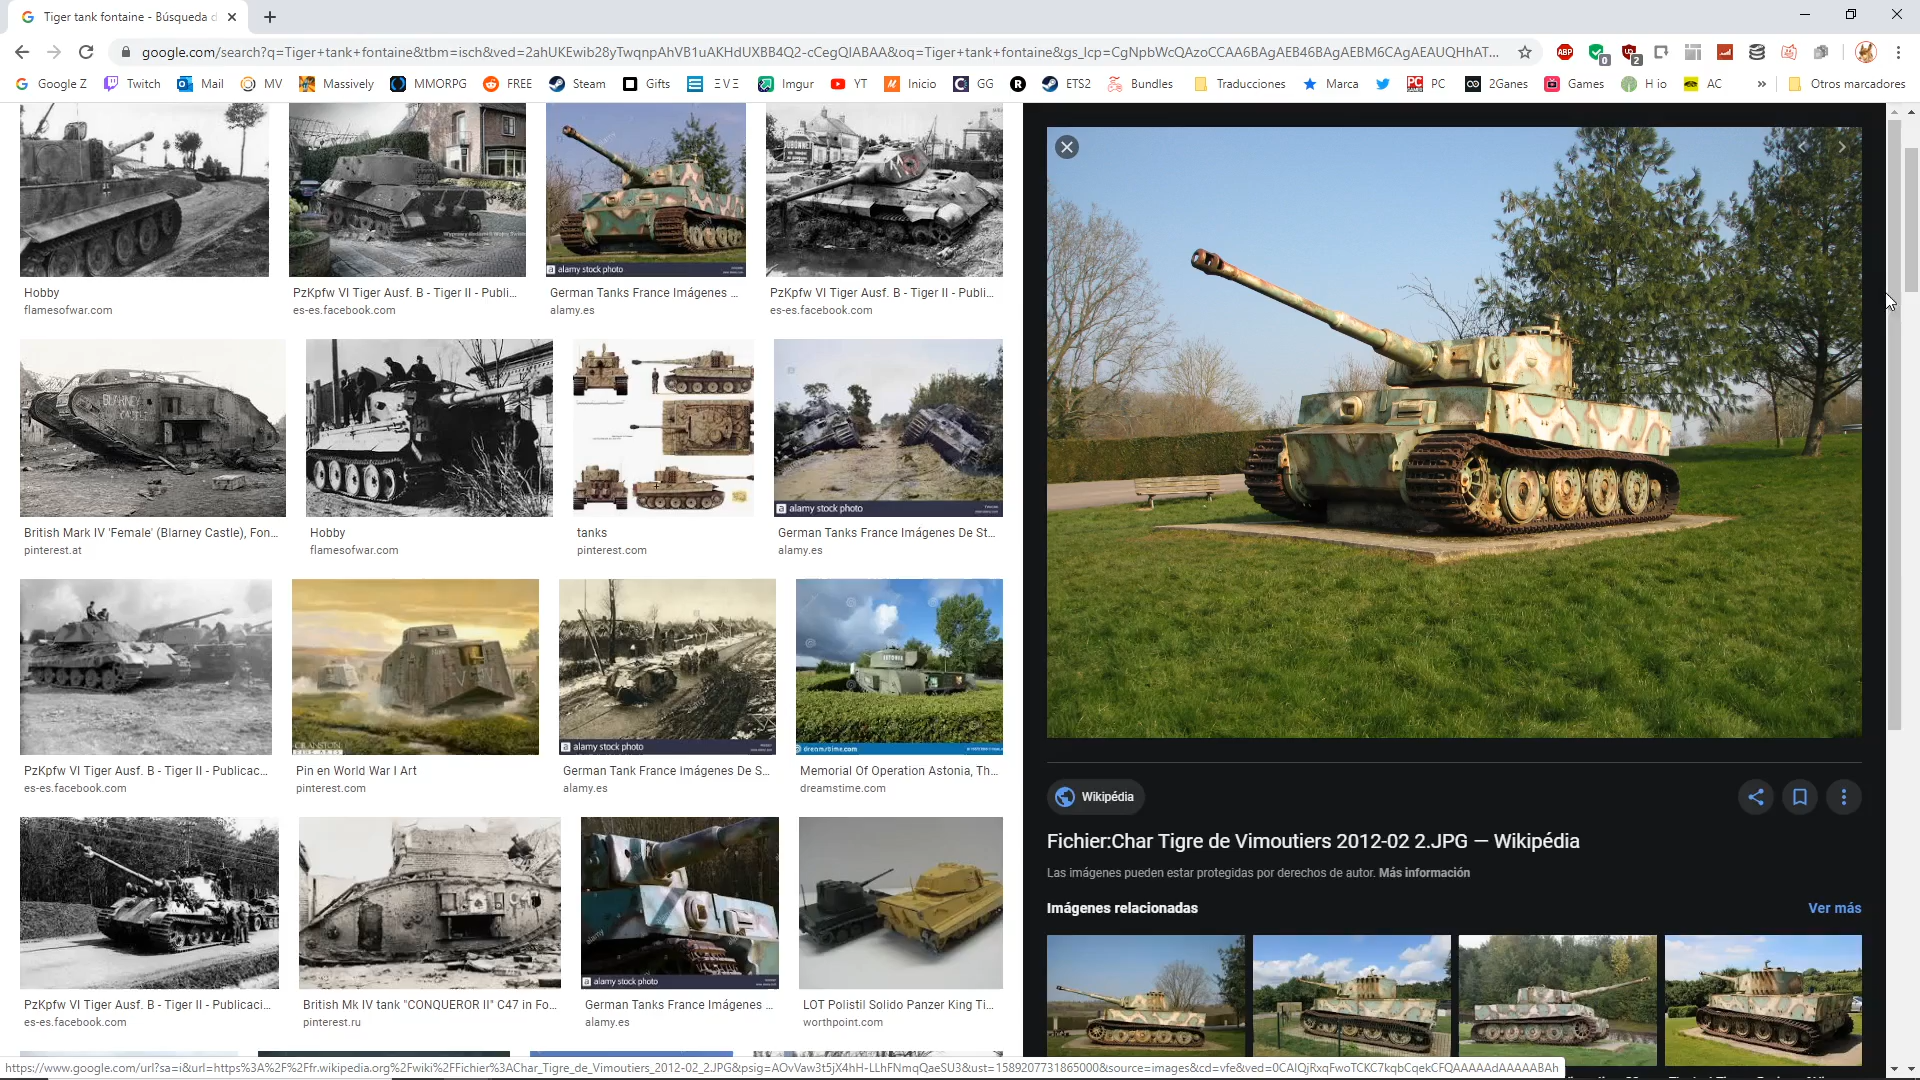 Tiger tank fontaine - Búsqueda d
google.com/search?q=Tiger+tank+fontaine&tbm=isch&ved=2ahUKEwib28yTwqnpAhVB1uAKHdUXBB4Q2-cCegQIABAA&oq=Tiger+tank+fontaine&gs_lcp=CgNpbWcQAzoCCAA6BAgAEB46BAgAEBM6CAgAEAUQHhAT...
Google Z Twitch Mail MV Massively MMORPG FREE Steam Gifts Ξ V Ξ Imgur YT Inicio GG ETS2 Bundles Traducciones Marca PC 2Ganes Games H io AC » Otros marcadores
DUBONNET
alamy stock photo
Hobby
flamesofwar.com
PzKpfw VI Tiger Ausf. B - Tiger II - Publi...
es-es.facebook.com
German Tanks France Imágenes ...
alamy.es
PzKpfw VI Tiger Ausf. B - Tiger II - Publi...
es-es.facebook.com
BLARNEY
CASTLE
alamy stock photo
British Mark IV 'Female' (Blarney Castle), Fon...
pinterest.at
Hobby
flamesofwar.com
tanks
pinterest.com
German Tanks France Imágenes De St...
alamy.es
alamy stock photo
dreamstime.com
PzKpfw VI Tiger Ausf. B - Tiger II - Publicac...
es-es.facebook.com
Pin en World War I Art
pinterest.com
German Tank France Imágenes De S...
alamy.es
Memorial Of Operation Astonia, Th...
dreamstime.com
alamy stock photo
PzKpfw VI Tiger Ausf. B - Tiger II - Publicaci...
es-es.facebook.com
British Mk IV tank "CONQUEROR II" C47 in Fo...
pinterest.ru
German Tanks France Imágenes ...
alamy.es
LOT Polistil Solido Panzer King Ti...
worthpoint.com
Wikipédia
Fichier:Char Tigre de Vimoutiers 2012-02 2.JPG — Wikipédia
Las imágenes pueden estar protegidas por derechos de autor. Más información
Imágenes relacionadas
Ver más
https://www.google.com/url?sa=i&url=https%3A%2F%2Ffr.wikipedia.org%2Fwiki%2FFichier%3AChar_Tigre_de_Vimoutiers_2012-02_2.JPG&psig=AOvVaw3t5jX4hH-LLhFNmqQaeSU3&ust=1589207731865000&source=images&cd=vfe&ved=0CAIQjRxqFwoTCKC7kqbCqekCFQAAAAAdAAAAABAh